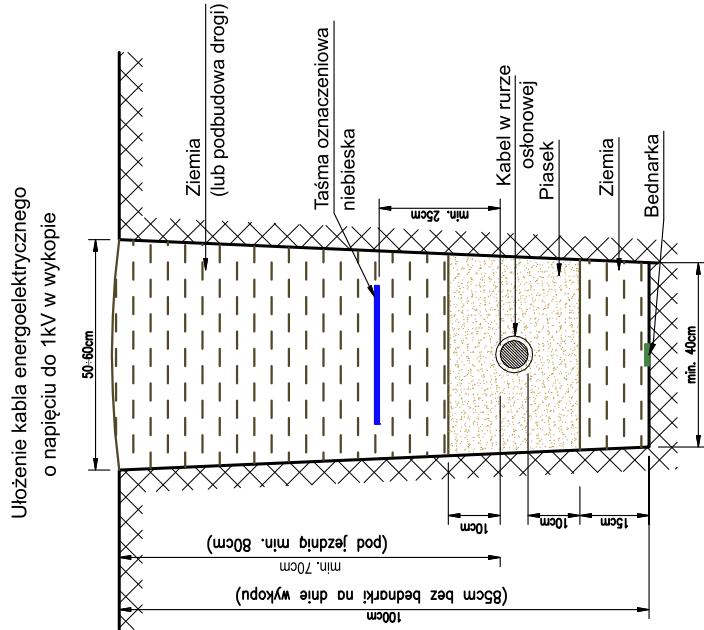 Ułożenie kabla energoelektrycznego
o napięciu do 1kV w wykopie
50÷60cm
Ziemia
(lub podbudowa drogi)
Taśma oznaczeniowa
niebieska
min. 25cm
Kabel w rurze
osłonowej
Piasek
Ziemia
Bednarka
min. 40cm
10cm
10cm
15cm
(pod jezdnią min. 80cm)
min. 70cm
(85cm bez bednarki na dnie wykopu)
100cm